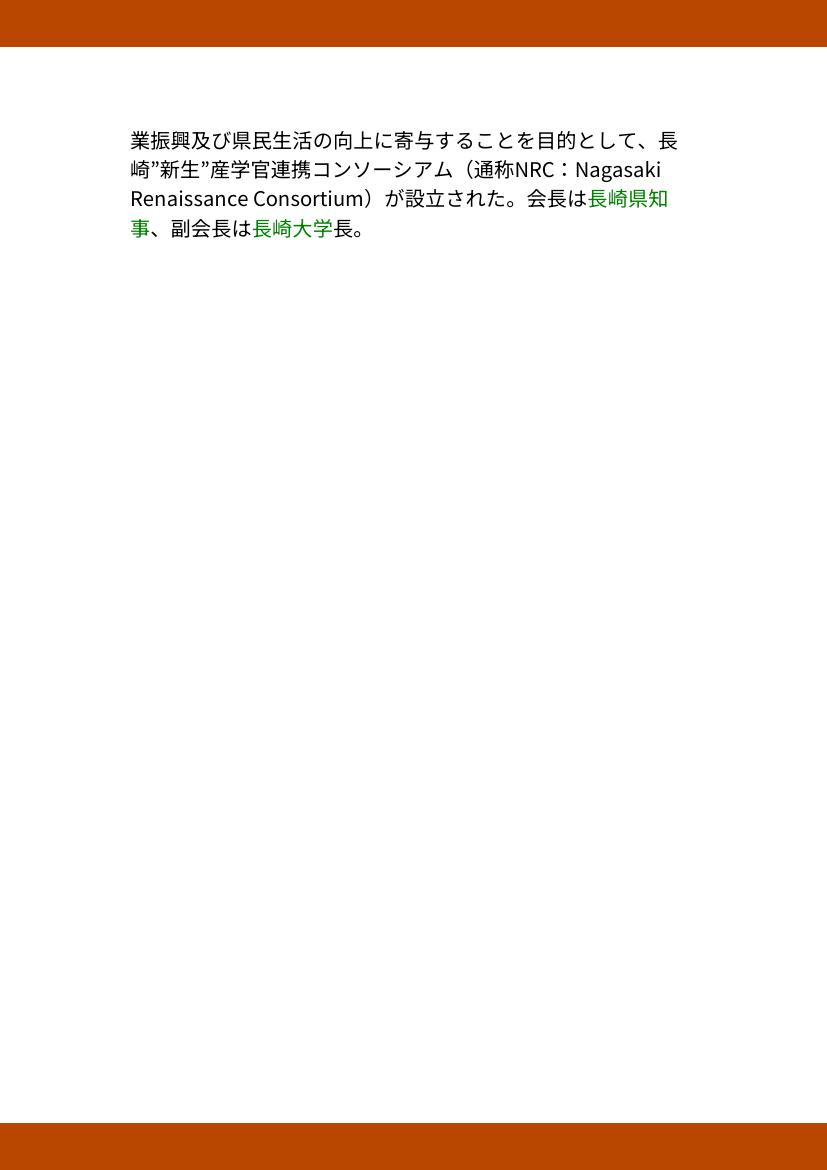 業振興及び県民生活の向上に寄与することを目的として、長
崎”新生”産学官連携コンソーシアム（通称NRC：Nagasaki
Renaissance Consortium）が設立された。会長は長崎県知
事、副会長は長崎大学長。